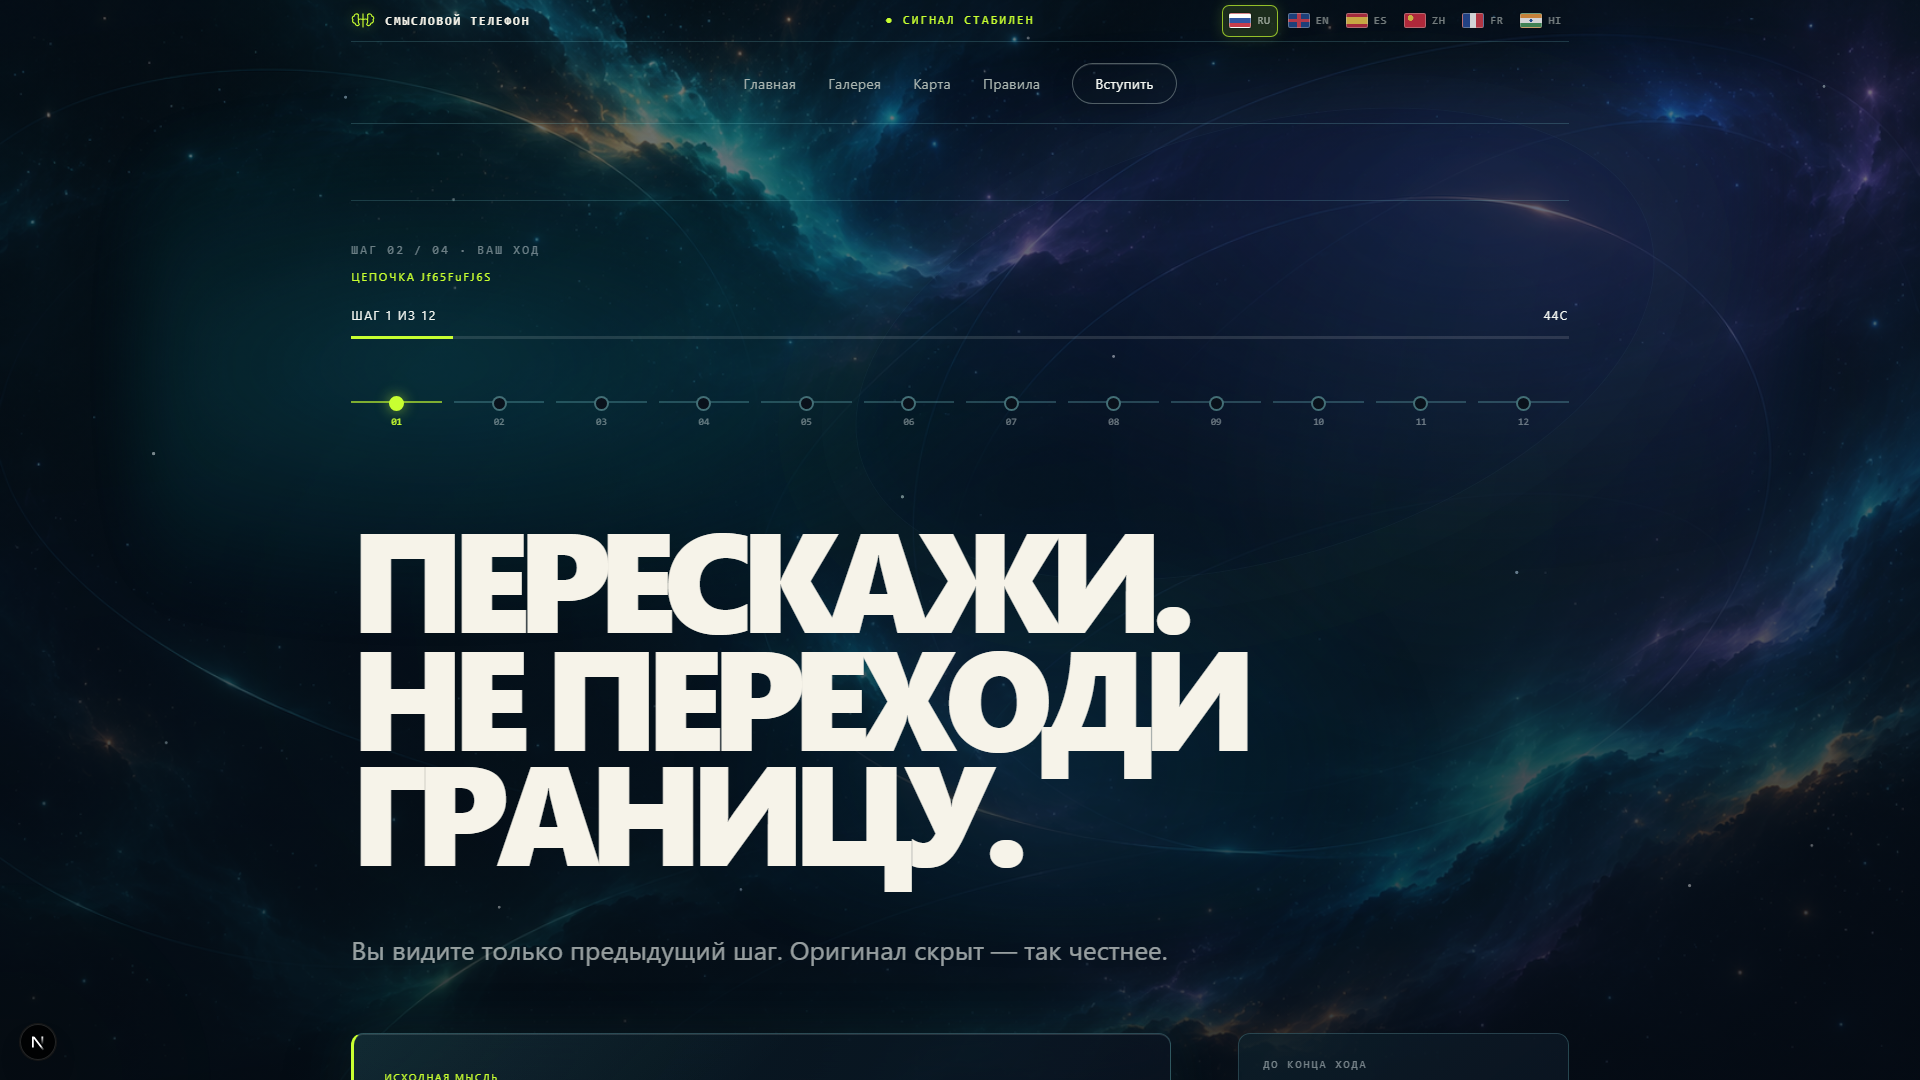 СМЫСЛОВОЙ ТЕЛЕФОН
СИГНАЛ СТАБИЛЕН
RU EN ES ZH FR HI
Главная Галерея Карта Правила Вступить
ШАГ 02 / 04 · ВАШ ХОД
ЦЕПОЧКА Jf65FuFJ6S
ШАГ 1 ИЗ 12 44С
01 02 03 04 05 06 07 08 09 10 11 12
ПЕРЕСКАЖИ.
НЕ ПЕРЕХОДИ
ГРАНИЦУ.
Вы видите только предыдущий шаг. Оригинал скрыт — так честнее.
ИСХОДНАЯ МЫСЛЬ
ДО КОНЦА ХОДА
N